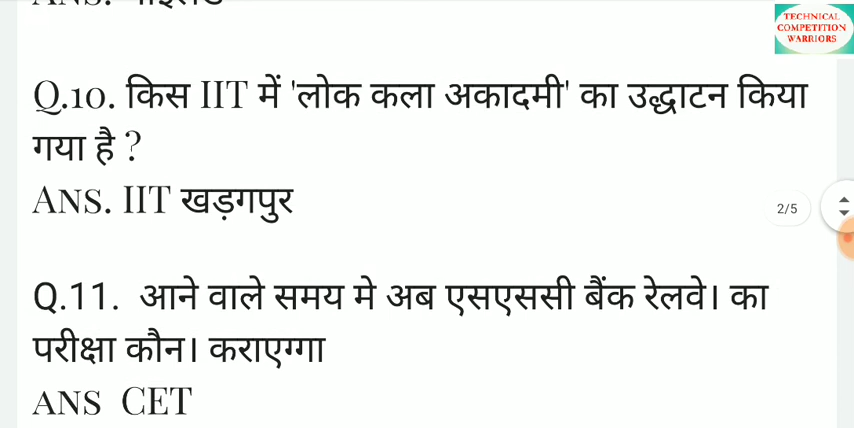 TECHNICAL
COMPETITION
WARRIORS
Q.10. किस IIT में 'लोक कला अकादमी' का उद्धाटन किया
गया है ?
ANS. IIT खड़गपुर
2/5
Q.11. आने वाले समय मे अब एसएससी बैंक रेलवे। का
परीक्षा कौन। कराएग्गा
ANS CET